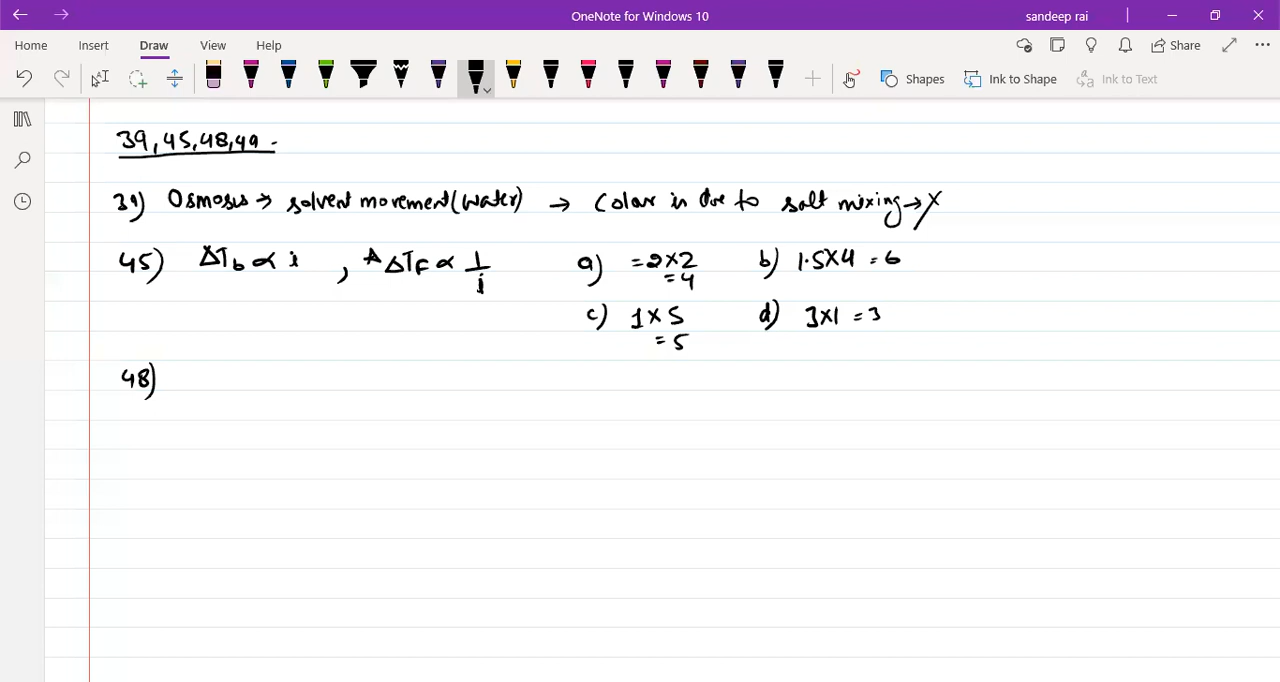 OneNote for Windows 10
sandeep rai
Home Insert Draw View Help
Share
Shapes Ink to Shape Ink to Text
39,45,48,49
39) Osmosis → solvent movement (water) → Color is due to salt mixing → X
45) ΔTb ∝ i , ΔTF ∝ 1/i a) = 2×2 b) 1.5×4 = 6
= 4
c) 1×5 d) 3×1 = 3
= 5
48)